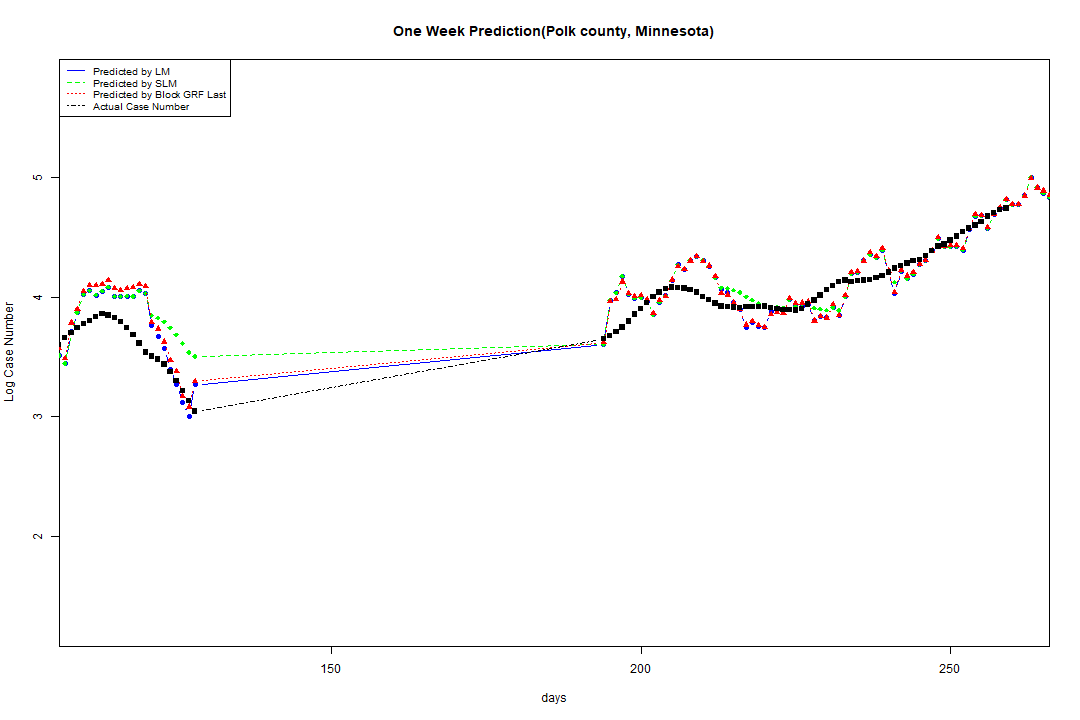 One Week Prediction(Polk county, Minnesota)
Predicted by LM
Predicted by SLM
Predicted by Block GRF Last
Actual Case Number
5
4
3
2
Log Case Number
150 200 250
days